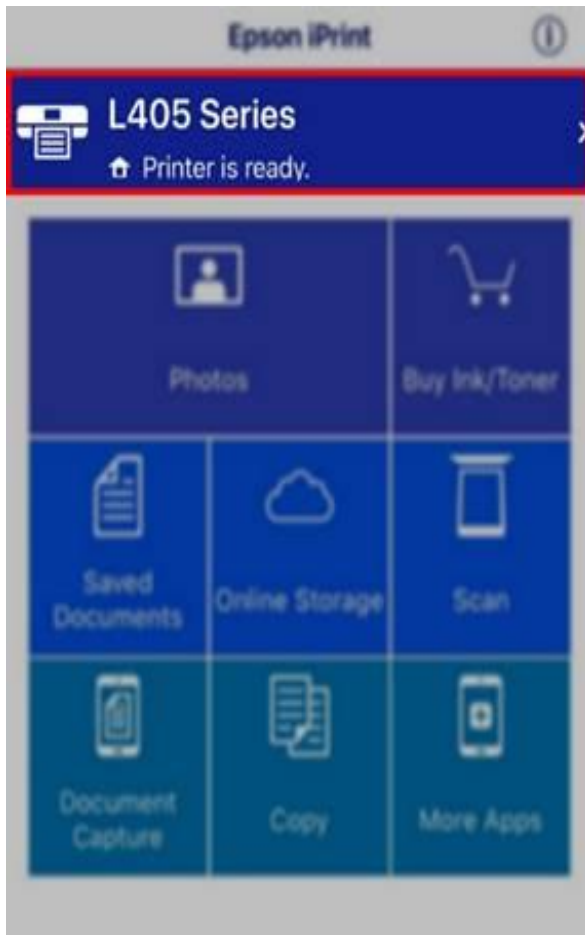 Epson iPrint
L405 Series
Printer is ready.
Photos
Buy Ink/Toner
Saved
Documents
Online Storage
Scan
Document
Capture
Copy
More Apps